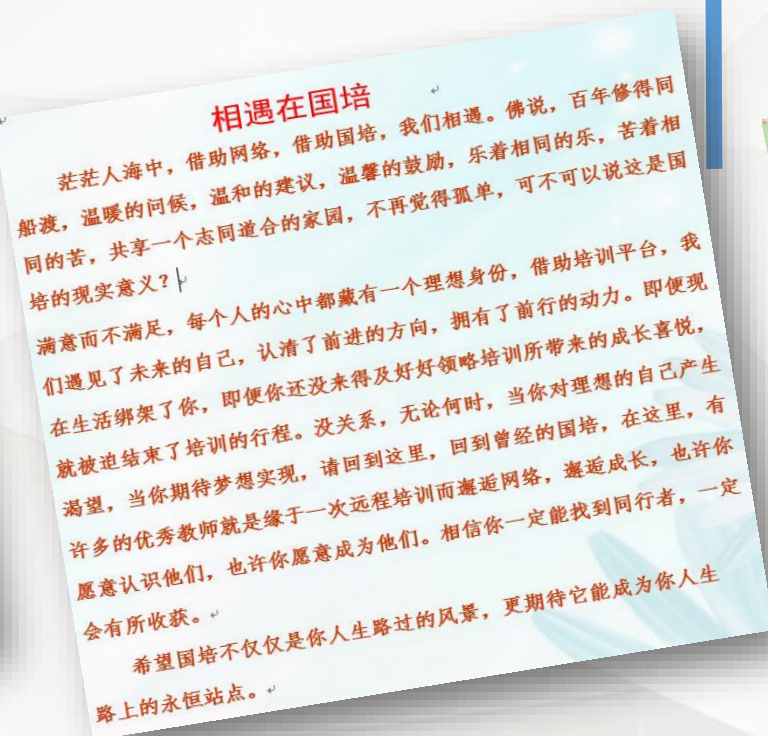 相遇在国培
茫茫人海中，借助网络，借助国培，我们相遇。佛说，百年修得同
船渡，温暖的问候，温和的建议，温馨的鼓励，乐着相同的乐，苦着相
同的苦，共享一个志同道合的家园，不再觉得孤单，可不可以说这是国
培的现实意义？
满意而不满足，每个人的心中都藏有一个理想身份，借助培训平台，我
们遇见了未来的自己，认清了前进的方向，拥有了前行的动力。即便现
在生活绑架了你，即便你还没来得及好好领略培训所带来的成长喜悦，
就被迫结束了培训的行程。没关系，无论何时，当你对理想的自己产生
渴望，当你期待梦想实现，请回到这里，回到曾经的国培，在这里，有
许多的优秀教师就是缘于一次远程培训而邂逅网络，邂逅成长，也许你
愿意认识他们，也许你愿意成为他们。相信你一定能找到同行者，一定
会有所收获。
希望国培不仅仅是你人生路过的风景，更期待它能成为你人生
路上的永恒站点。